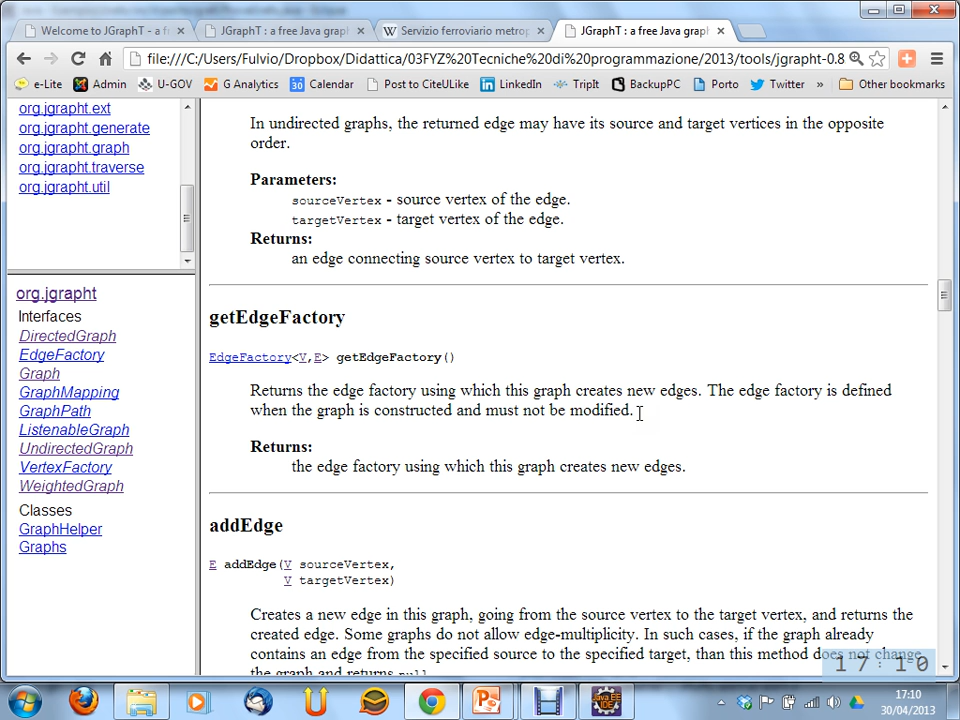 Welcome to JGraphT - a fr
JGraphT : a free Java grap
Servizio ferroviario metrop
JGraphT : a free Java grap
file:///C:/Users/Fulvio/Dropbox/Didattica/03FYZ%20Tecniche%20di%20programmazione/2013/tools/jgrapht-0.8
e-Lite
Admin
U-GOV
G Analytics
30 Calendar
Post to CiteULike
LinkedIn
TripIt
BackupPC
Porto
Twitter
»
Other bookmarks
org.jgrapht.ext
org.jgrapht.generate
org.jgrapht.graph
org.jgrapht.traverse
org.jgrapht.util
org.jgrapht
Interfaces
DirectedGraph
EdgeFactory
Graph
GraphMapping
GraphPath
ListenableGraph
UndirectedGraph
VertexFactory
WeightedGraph
Classes
GraphHelper
Graphs
In undirected graphs, the returned edge may have its source and target vertices in the opposite
order.
Parameters:
sourceVertex - source vertex of the edge.
targetVertex - target vertex of the edge.
Returns:
an edge connecting source vertex to target vertex.
getEdgeFactory
EdgeFactory<V,E> getEdgeFactory()
Returns the edge factory using which this graph creates new edges. The edge factory is defined
when the graph is constructed and must not be modified.
Returns:
the edge factory using which this graph creates new edges.
addEdge
E addEdge(V sourceVertex,
V targetVertex)
Creates a new edge in this graph, going from the source vertex to the target vertex, and returns the
created edge. Some graphs do not allow edge-multiplicity. In such cases, if the graph already
contains an edge from the specified source to the specified target, than this method does not change
the graph and returns null
17:10
Java EE
IDE
17:10
30/04/2013